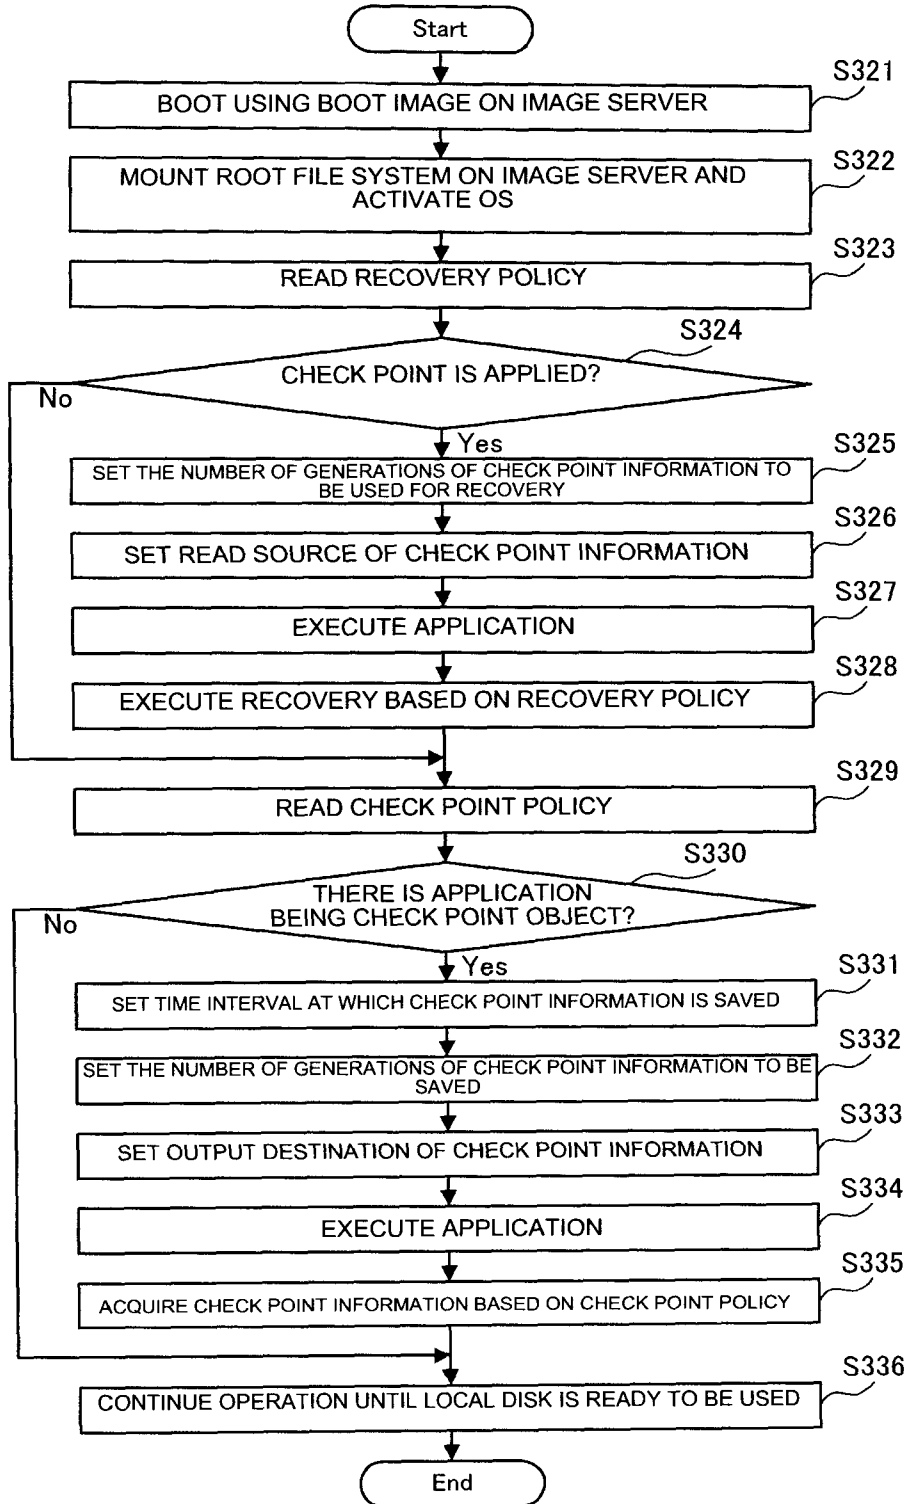 Start
S321
BOOT USING BOOT IMAGE ON IMAGE SERVER
S322
MOUNT ROOT FILE SYSTEM ON IMAGE SERVER AND
ACTIVATE OS
S323
READ RECOVERY POLICY
S324
CHECK POINT IS APPLIED?
No
Yes
S325
SET THE NUMBER OF GENERATIONS OF CHECK POINT INFORMATION TO
BE USED FOR RECOVERY
S326
SET READ SOURCE OF CHECK POINT INFORMATION
S327
EXECUTE APPLICATION
S328
EXECUTE RECOVERY BASED ON RECOVERY POLICY
S329
READ CHECK POINT POLICY
S330
THERE IS APPLICATION
BEING CHECK POINT OBJECT?
No
Yes
S331
SET TIME INTERVAL AT WHICH CHECK POINT INFORMATION IS SAVED
S332
SET THE NUMBER OF GENERATIONS OF CHECK POINT INFORMATION TO BE
SAVED
S333
SET OUTPUT DESTINATION OF CHECK POINT INFORMATION
S334
EXECUTE APPLICATION
S335
ACQUIRE CHECK POINT INFORMATION BASED ON CHECK POINT POLICY
S336
CONTINUE OPERATION UNTIL LOCAL DISK IS READY TO BE USED
End